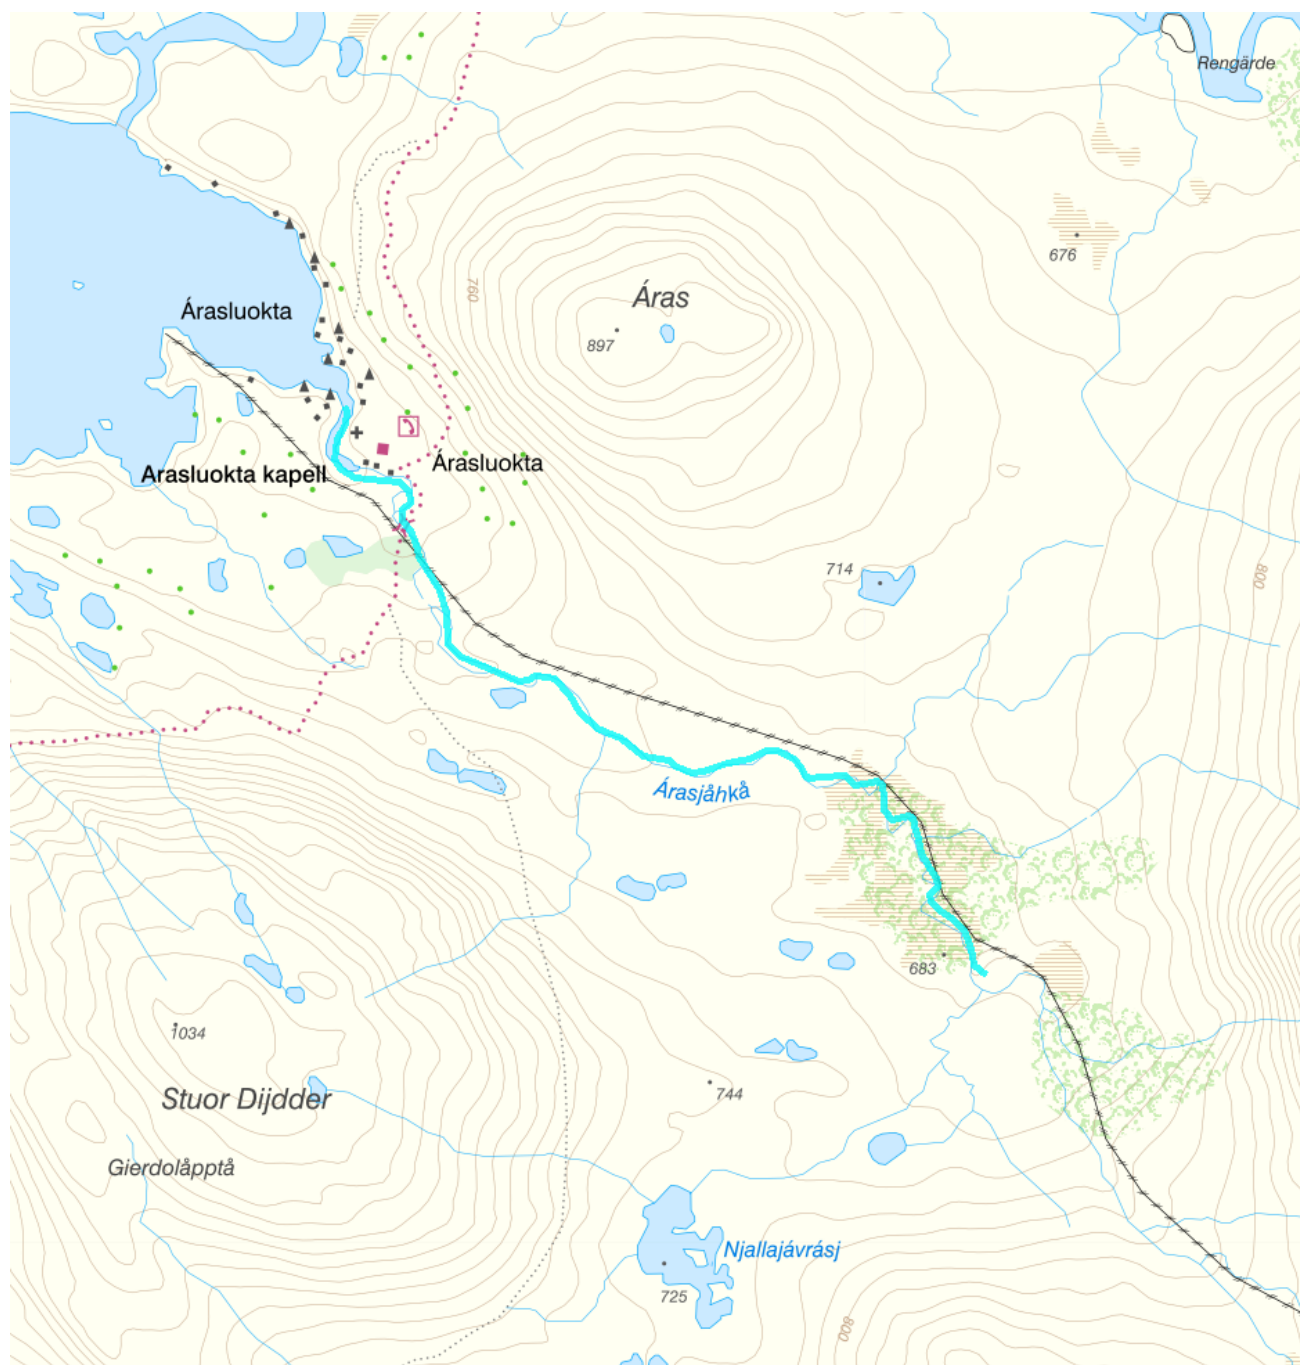 Rengärde
676
760
Áras
Árasluokta
897
Árasluokta
Arasluokta kapell
714
800
Árasjåhkå
683
1034
744
Stuor Dijdder
Gierdolåpptå
Njallajávrásj
725
800